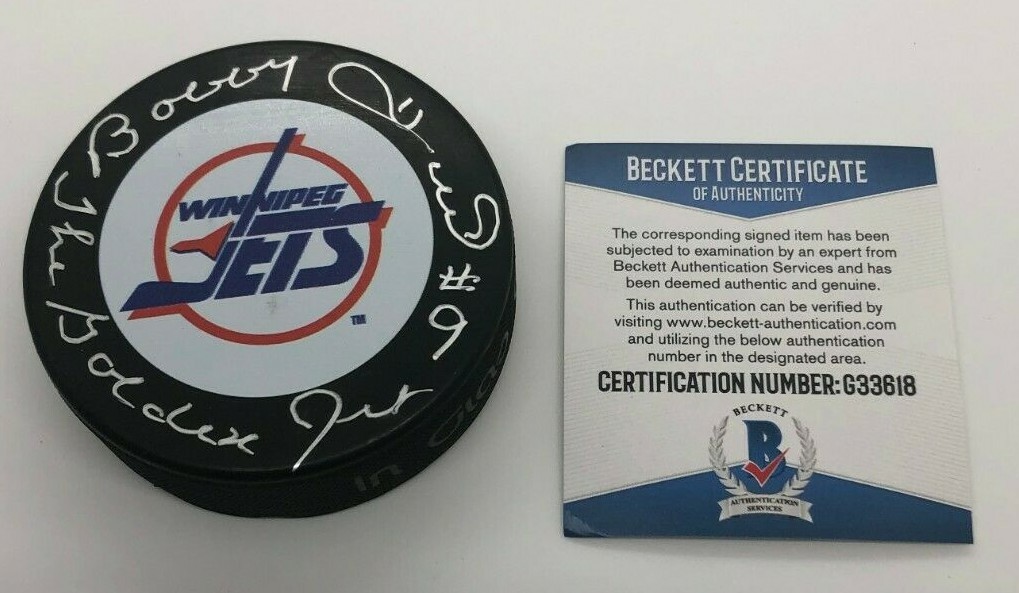 Bobby Hull #9
The Golden Jet
WINNIPEG
JETS
TM
BECKETT CERTIFICATE
OF AUTHENTICITY
The corresponding signed item has been
subjected to examination by an expert from
Beckett Authentication Services and has
been deemed authentic and genuine.
This authentication can be verified by
visiting www.beckett-authentication.com
and utilizing the below authentication
number in the designated area.
CERTIFICATION NUMBER: G33618
BECKETT
B
AUTHENTICATION
SERVICES